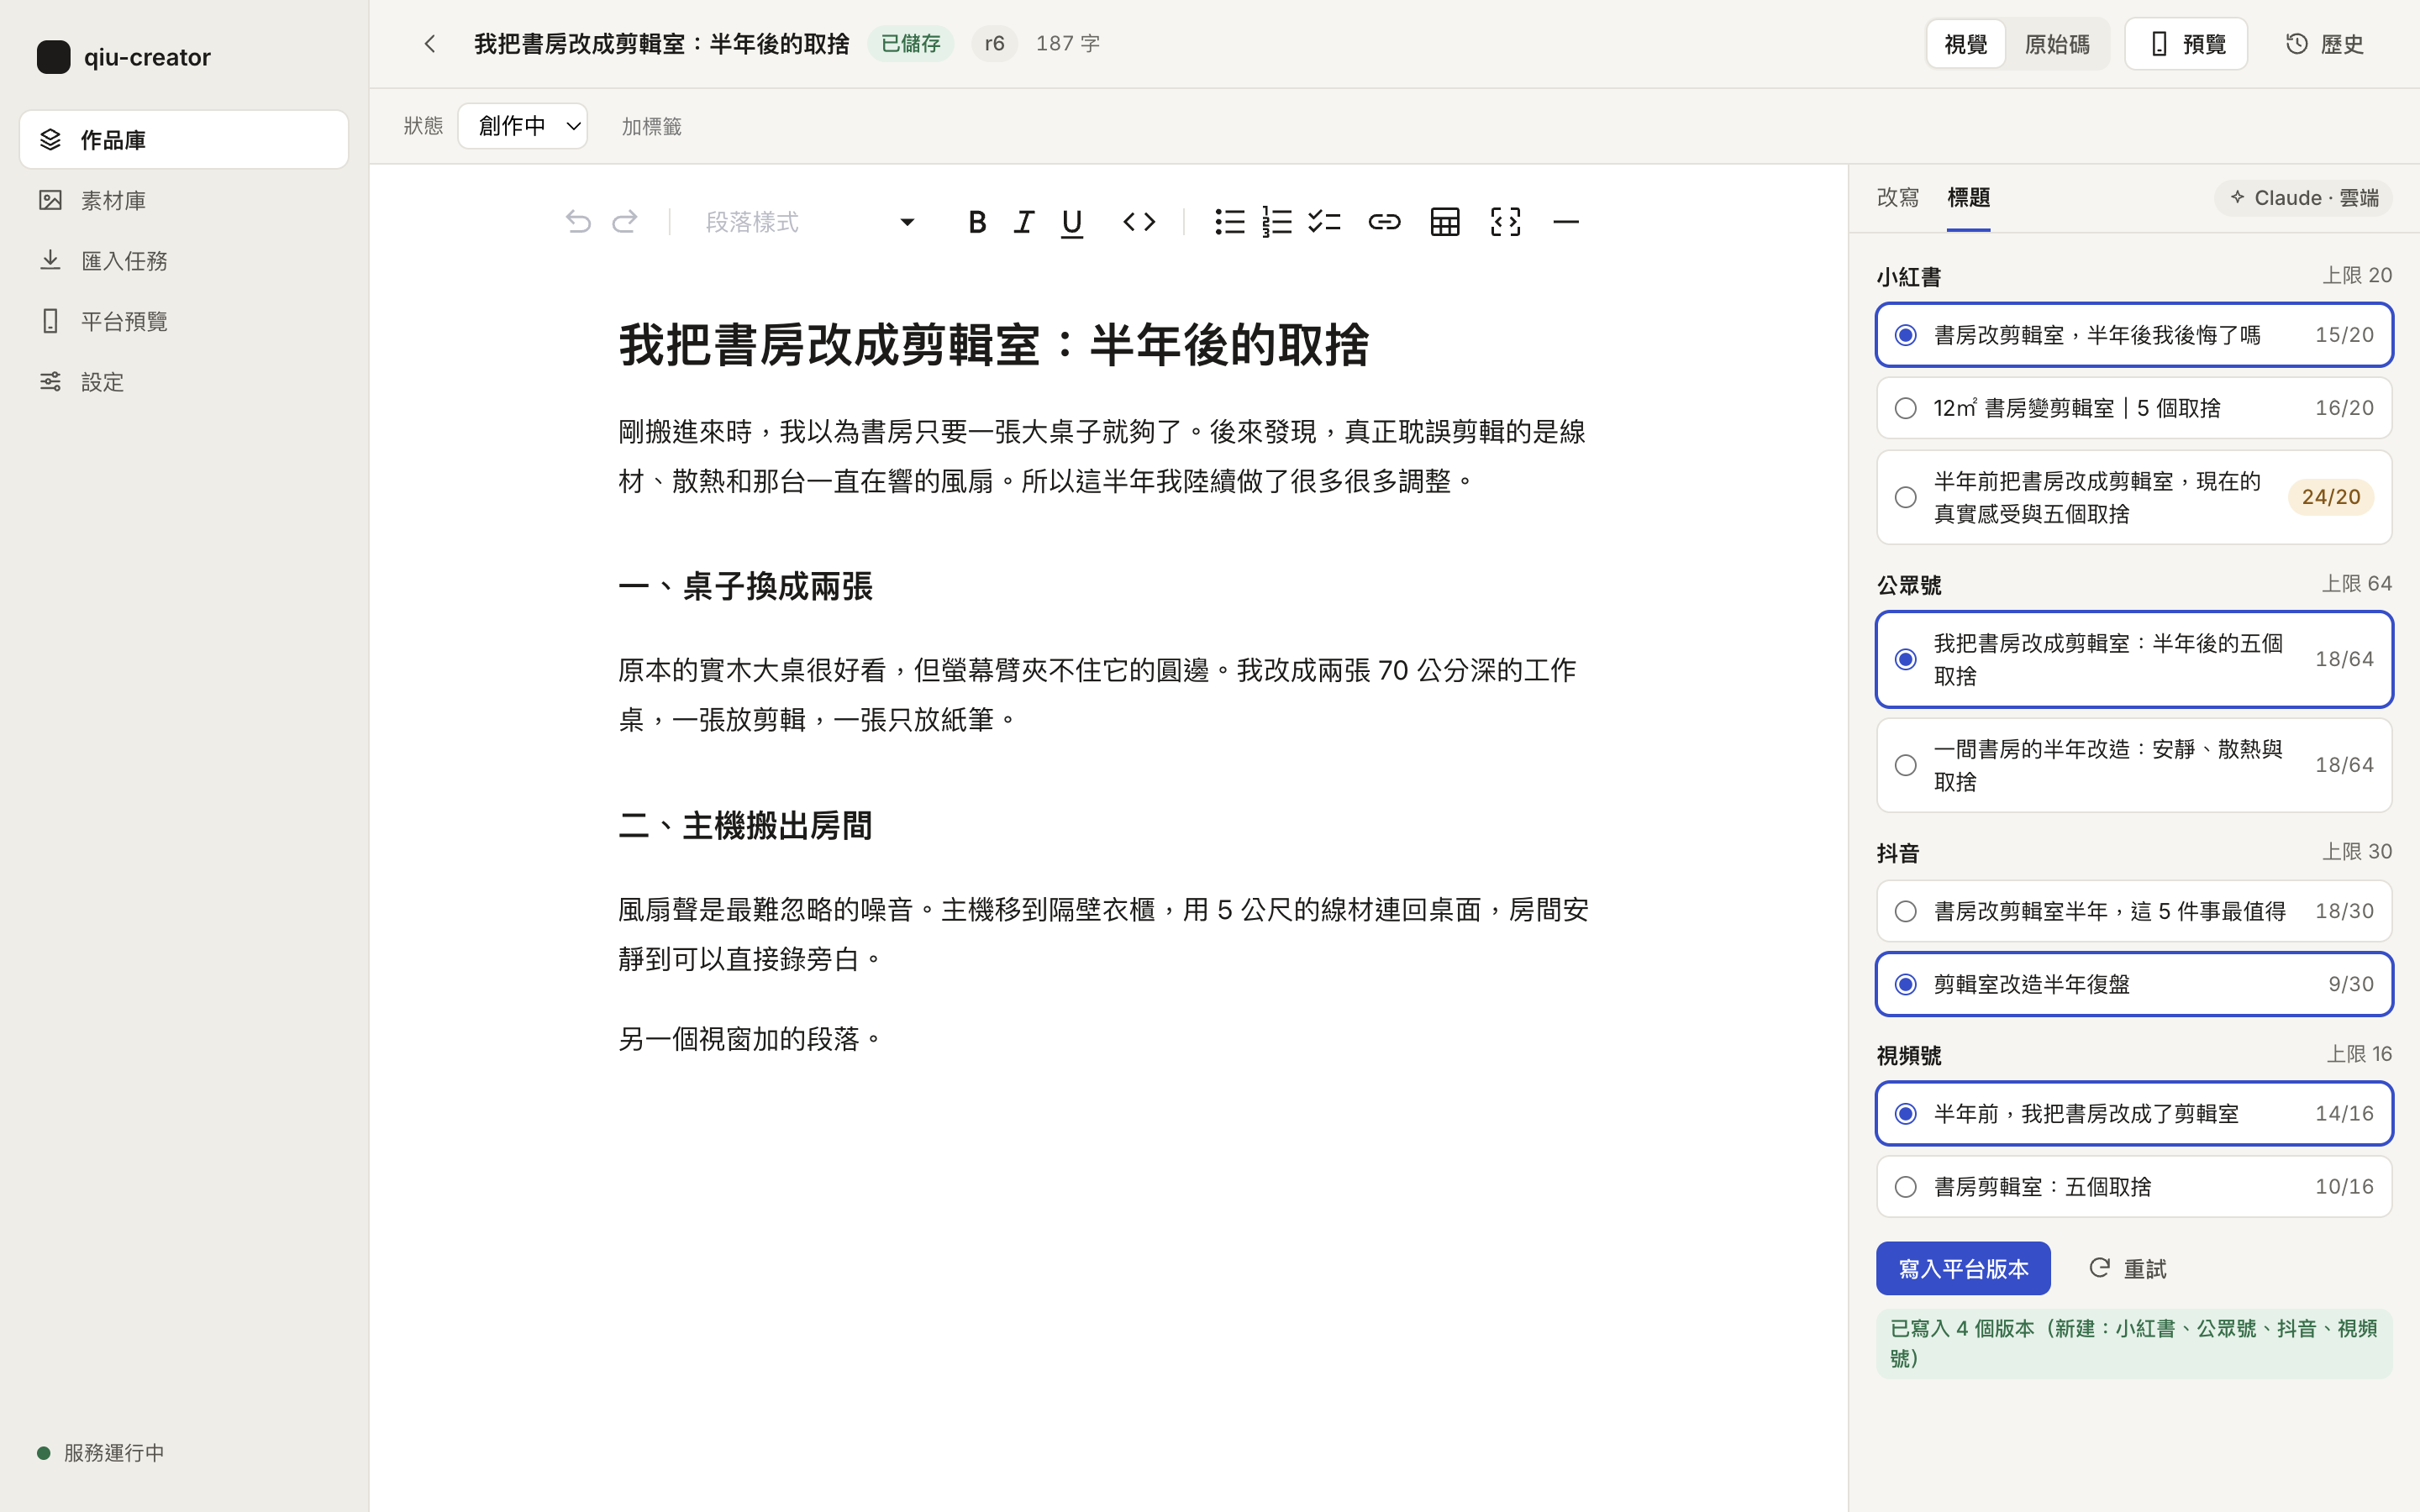 qiu-creator
作品庫
素材庫
匯入任務
平台預覽
設定
服務運行中
我把書房改成剪輯室：半年後的取捨
已儲存
r6
187 字
視覺
原始碼
預覽
歷史
狀態
創作中
加標籤
段落樣式
我把書房改成剪輯室：半年後的取捨
剛搬進來時，我以為書房只要一張大桌子就夠了。後來發現，真正耽誤剪輯的是線
材、散熱和那台一直在響的風扇。所以這半年我陸續做了很多很多調整。
一、桌子換成兩張
原本的實木大桌很好看，但螢幕臂夾不住它的圓邊。我改成兩張 70 公分深的工作
桌，一張放剪輯，一張只放紙筆。
二、主機搬出房間
風扇聲是最難忽略的噪音。主機移到隔壁衣櫃，用 5 公尺的線材連回桌面，房間安
靜到可以直接錄旁白。
另一個視窗加的段落。
改寫
標題
Claude · 雲端
小紅書
上限 20
書房改剪輯室，半年後我後悔了嗎
15/20
12㎡ 書房變剪輯室｜5 個取捨
16/20
半年前把書房改成剪輯室，現在的
真實感受與五個取捨
24/20
公眾號
上限 64
我把書房改成剪輯室：半年後的五個
取捨
18/64
一間書房的半年改造：安靜、散熱與
取捨
18/64
抖音
上限 30
書房改剪輯室半年，這 5 件事最值得
18/30
剪輯室改造半年復盤
9/30
視頻號
上限 16
半年前，我把書房改成了剪輯室
14/16
書房剪輯室：五個取捨
10/16
寫入平台版本
重試
已寫入 4 個版本（新建：小紅書、公眾號、抖音、視頻
號）